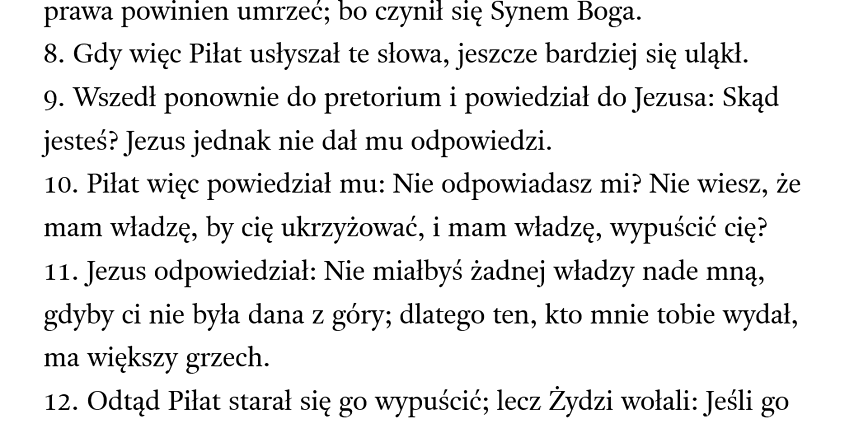 prawa powinien umrzeć; bo czynił się Synem Boga.
8. Gdy więc Piłat usłyszał te słowa, jeszcze bardziej się uląkł.
9. Wszedł ponownie do pretorium i powiedział do Jezusa: Skąd
jesteś? Jezus jednak nie dał mu odpowiedzi.
10. Piłat więc powiedział mu: Nie odpowiadasz mi? Nie wiesz, że
mam władzę, by cię ukrzyżować, i mam władzę, wypuścić cię?
11. Jezus odpowiedział: Nie miałbyś żadnej władzy nade mną,
gdyby ci nie była dana z góry; dlatego ten, kto mnie tobie wydał,
ma większy grzech.
12. Odtąd Piłat starał się go wypuścić; lecz Żydzi wołali: Jeśli go